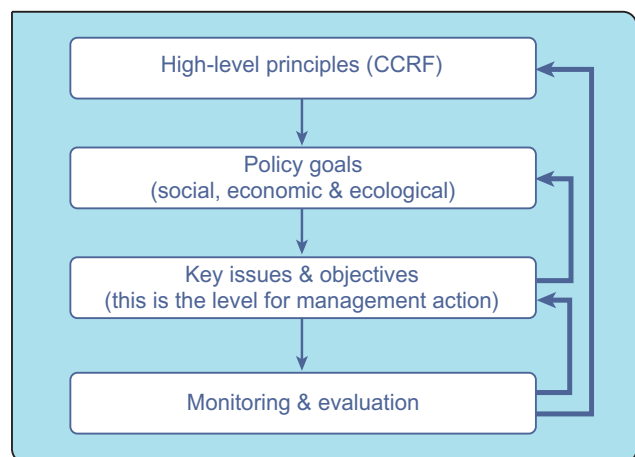 High-level principles (CCRF)
Policy goals
(social, economic & ecological)
Key issues & objectives
(this is the level for management action)
Monitoring & evaluation